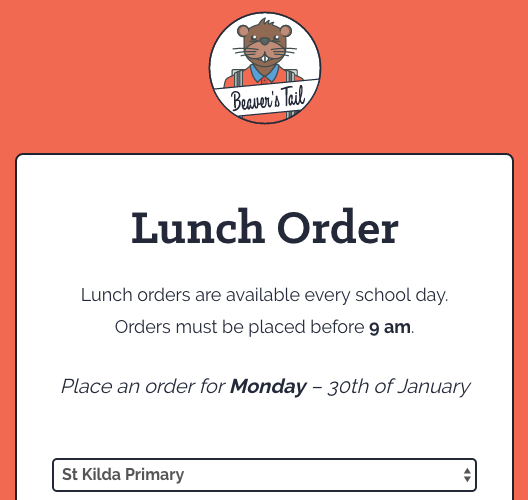 Beaver's Tail
Lunch Order
Lunch orders are available every school day.
Orders must be placed before 9 am.
Place an order for Monday – 30th of January
St Kilda Primary